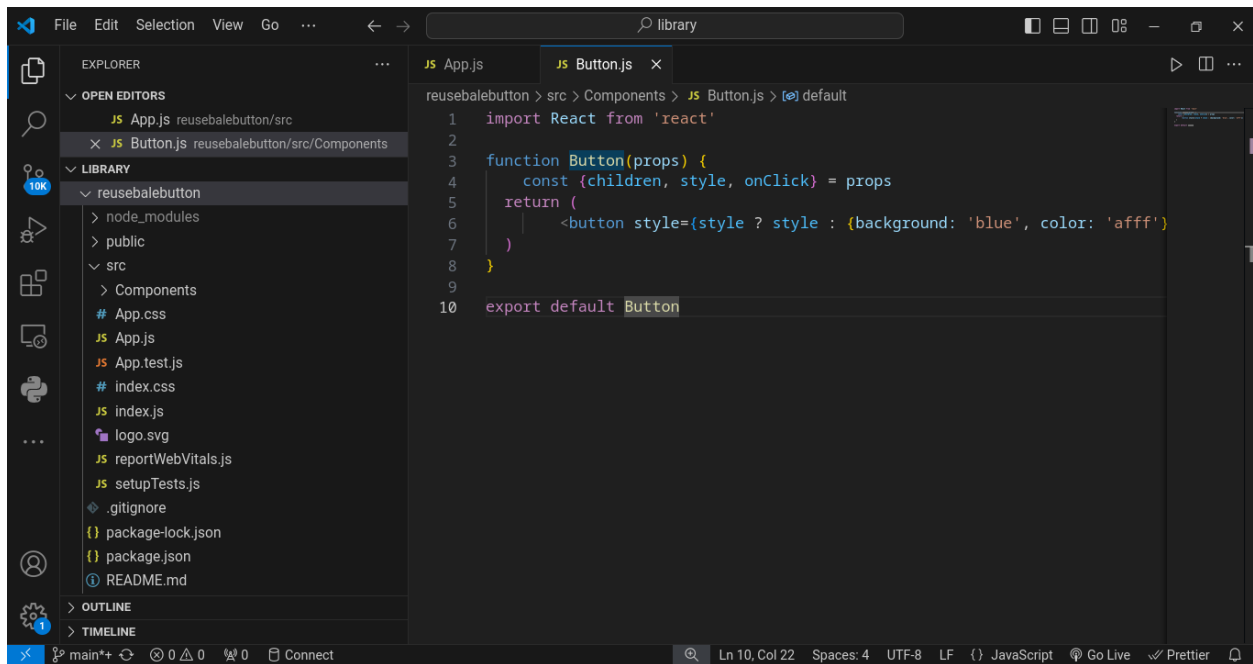 File Edit Selection View Go ··· library
EXPLORER ···
OPEN EDITORS
JS App.js reusebalebutton/src
JS Button.js reusebalebutton/src/Components
LIBRARY
reusebalebutton
node_modules
public
src
Components
# App.css
JS App.js
JS App.test.js
# index.css
JS index.js
logo.svg
JS reportWebVitals.js
JS setupTests.js
.gitignore
{} package-lock.json
{} package.json
README.md
OUTLINE
TIMELINE
10K
1
JS App.js JS Button.js
reusebalebutton > src > Components > JS Button.js > default
1 import React from 'react'
2
3 function Button(props) {
4 const {children, style, onClick} = props
5 return (
6 <button style={style ? style : {background: 'blue', color: 'afff'}
7 )
8 }
9
10 export default Button
main*+ 0 0 0 Connect Ln 10, Col 22 Spaces: 4 UTF-8 LF {} JavaScript Go Live Prettier